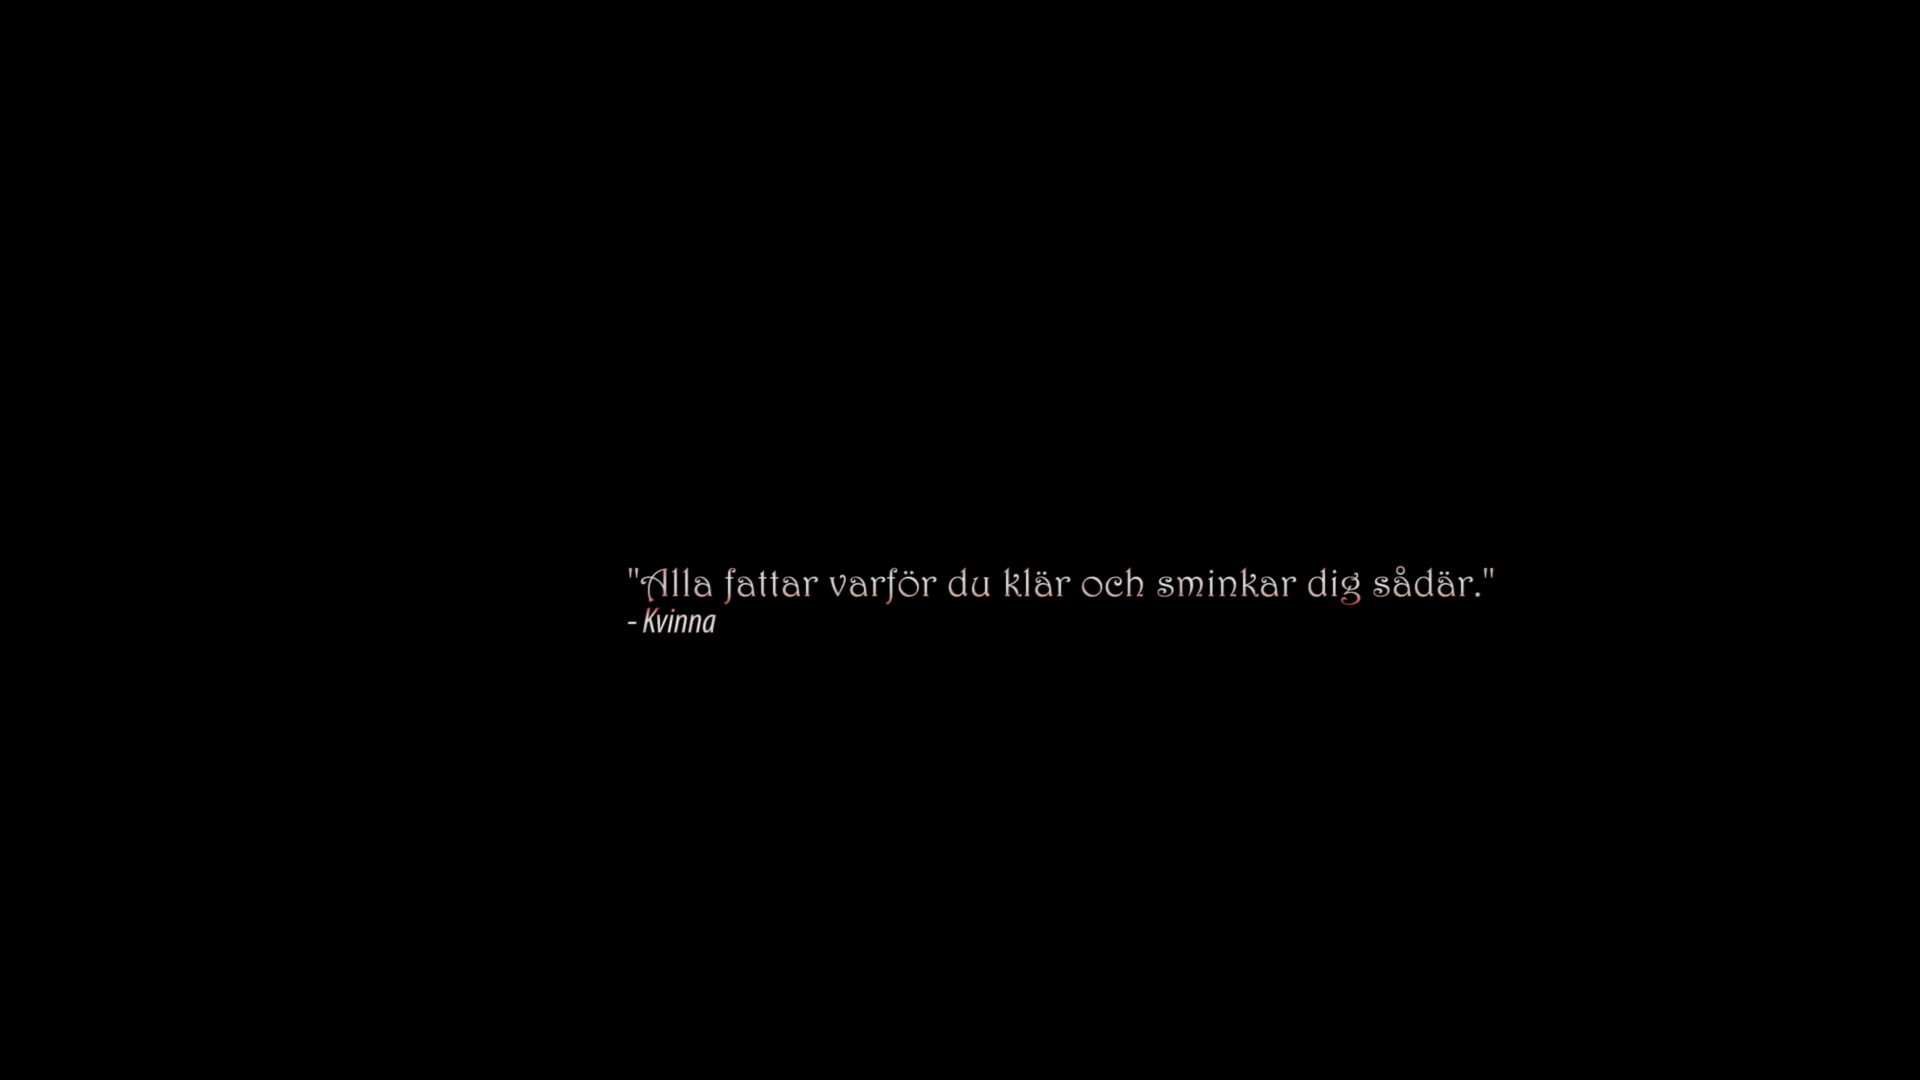 "Alla fattar varför du klär och sminkar dig sådär."
- Kvinna